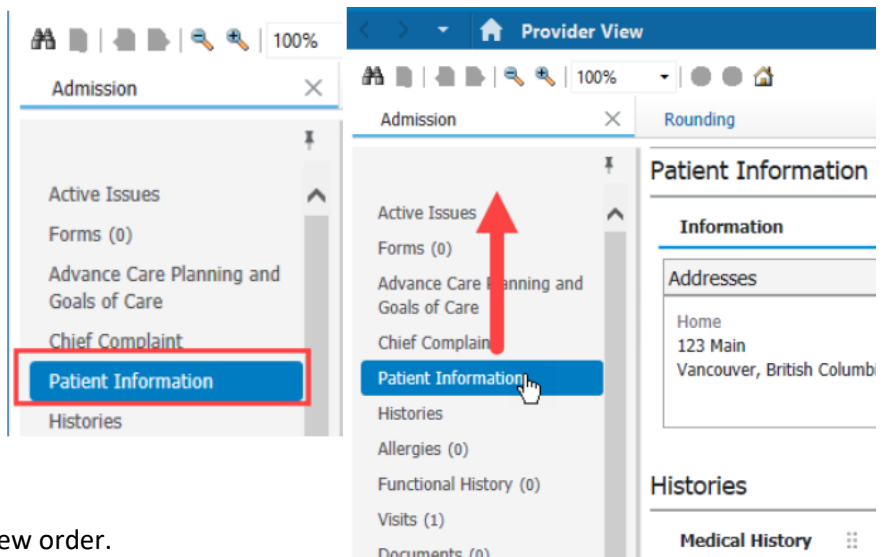 100%
Admission
Active Issues
Forms (0)
Advance Care Planning and
Goals of Care
Chief Complaint
Patient Information
Histories
Provider View
100%
Admission
Rounding
Active Issues
Forms (0)
Advance Care Planning and
Goals of Care
Chief Complain
Patient Information
Histories
Allergies (0)
Functional History (0)
Visits (1)
Documents (0)
Patient Information
Information
Addresses
Home
123 Main
Vancouver, British Columbi
Histories
Medical History
ew order.